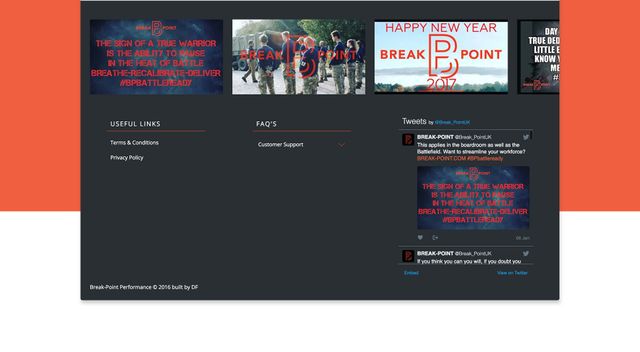 BREAK POINT
THE SIGN OF A TRUE WARRIOR
IS THE ABILITY TO PAUSE
IN THE HEAT OF BATTLE
BREATHE-RECALIBRATE-DELIVER
#BPBATTLEREADY
BREAK POINT
HAPPY NEW YEAR
BREAK POINT
2017
DAY
TRUE DED
LITTLE B
KNOW Y
ME
USEFUL LINKS
Terms & Conditions
Privacy Policy
FAQ'S
Customer Support
Tweets by @Break_PointUK
BREAK-POINT @Break_PointUK
This applies in the boardroom as well as the
Battlefield. Want to streamline your workforce?
BREAK-POINT.COM #BPbattleready
THE SIGN OF A TRUE WARRIOR
IS THE ABILITY TO PAUSE
IN THE HEAT OF BATTLE
BREATHE-RECALIBRATE-DELIVER
#BPBATTLEREADY
06 Jan
BREAK-POINT @Break_PointUK
If you think you can you will, if you doubt you
Embed
View on Twitter
Break-Point Performance © 2016 built by DF